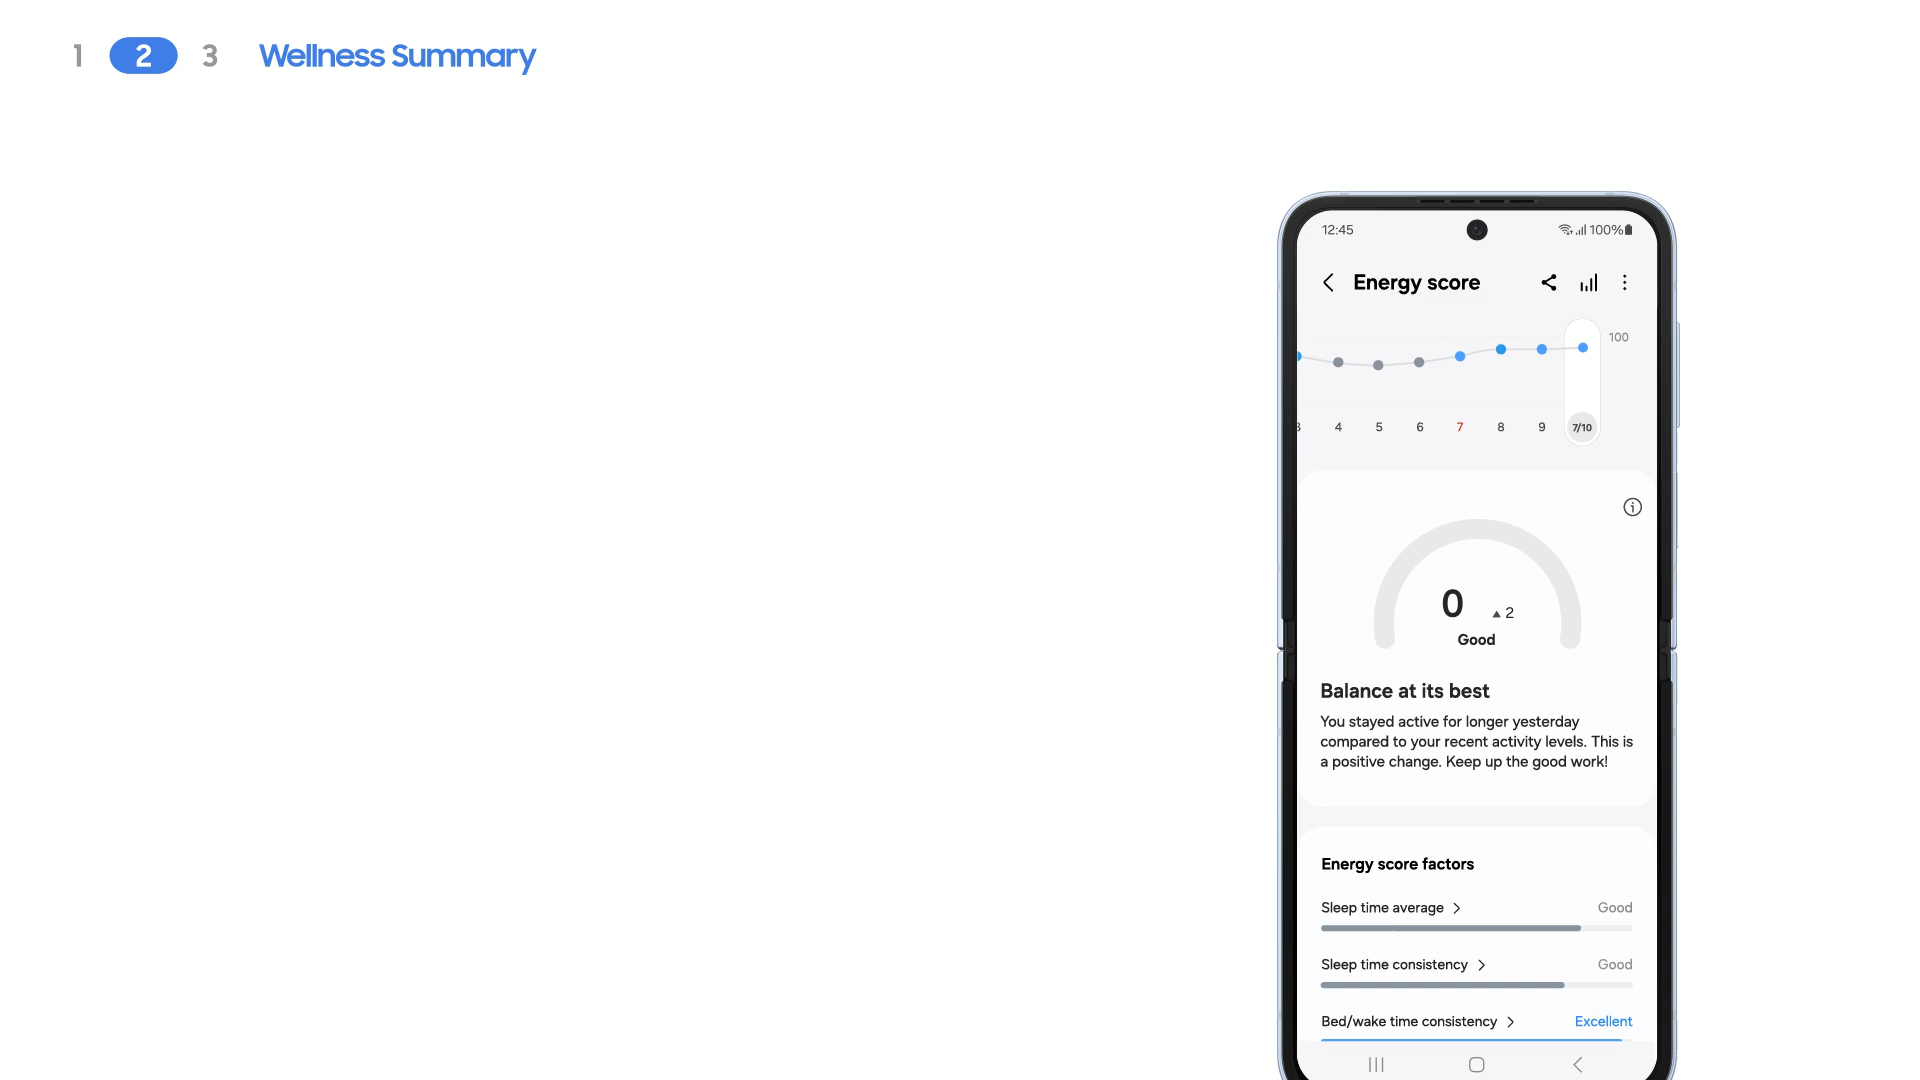 1 2 3 Wellness Summary
12:45 100%
Energy score
100
3 4 5 6 7 8 9 7/10
0 ▲ 2
Good
Balance at its best
You stayed active for longer yesterday
compared to your recent activity levels. This is
a positive change. Keep up the good work!
Energy score factors
Sleep time average > Good
Sleep time consistency > Good
Bed/wake time consistency > Excellent